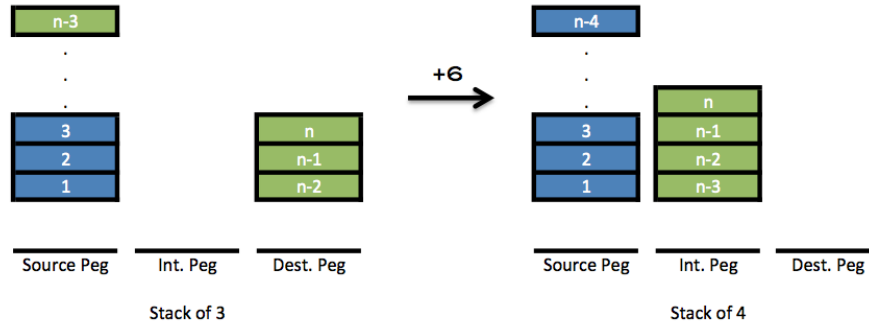 n-3
.
.
.
3
2
1
n
n-1
n-2
Source Peg
Int. Peg
Dest. Peg
Stack of 3
+6
n-4
.
.
.
3
2
1
n
n-1
n-2
n-3
Source Peg
Int. Peg
Dest. Peg
Stack of 4